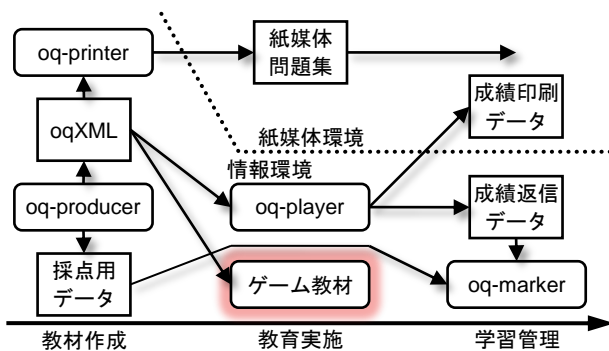 oq-printer
紙媒体
問題集
成績印刷
データ
oqXML
紙媒体環境
情報環境
oq-producer
oq-player
成績返信
データ
採点用
データ
ゲーム教材
oq-marker
教材作成
教育実施
学習管理